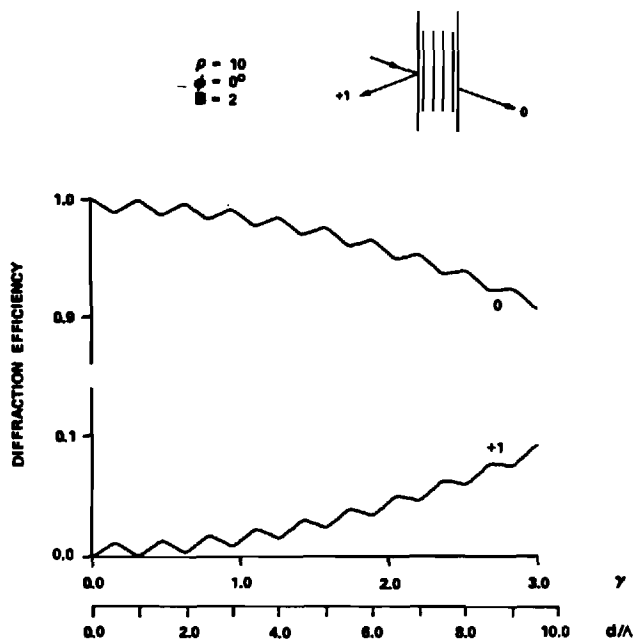 ρ = 10
ϕ = 0°
m = 2
+1
0
DIFFRACTION EFFICIENCY
1.0
0.9
0
0.1
+1
0.0
0.0 1.0 2.0 3.0 γ
0.0 2.0 4.0 6.0 8.0 10.0 d/Λ